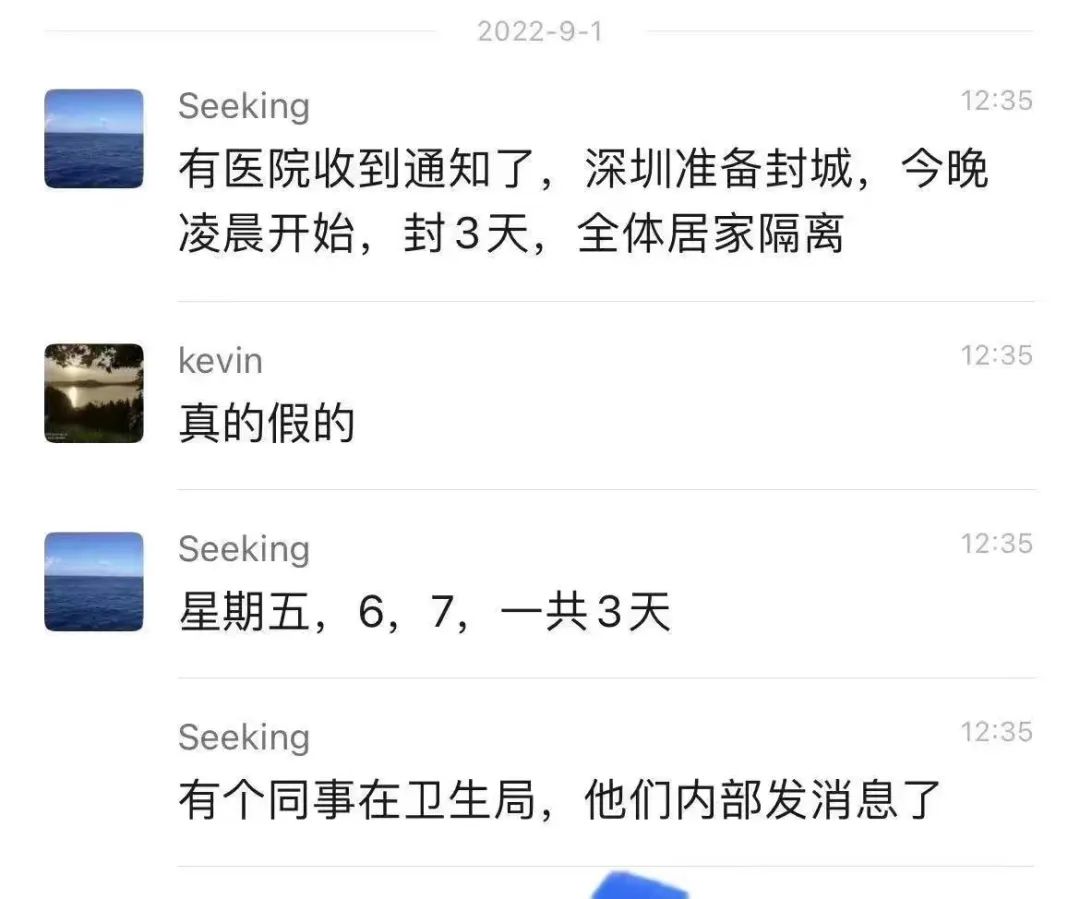 2022-9-1
Seeking
12:35
有医院收到通知了，深圳准备封城，今晚
凌晨开始，封3天，全体居家隔离
kevin
12:35
真的假的
Seeking
12:35
星期五，6，7，一共3天
Seeking
12:35
有个同事在卫生局，他们内部发消息了